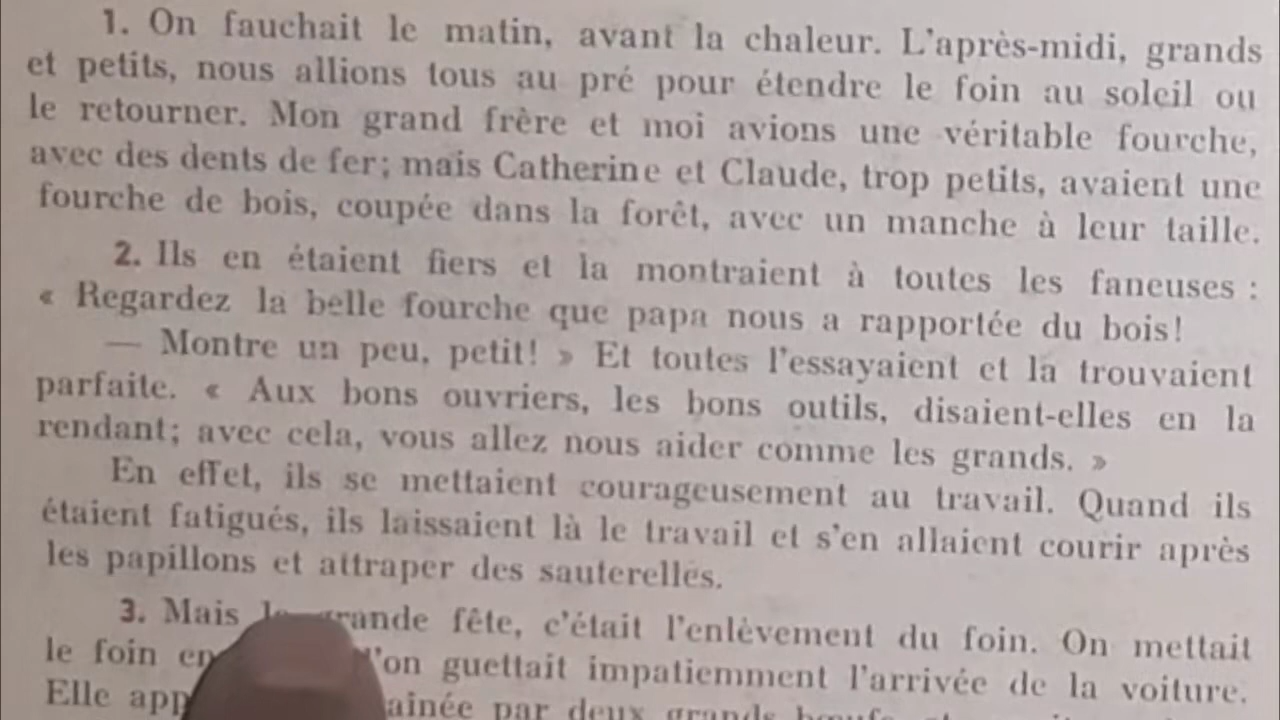 1. On fauchait le matin, avant la chaleur. L'après-midi, grands
et petits, nous allions tous au pré pour étendre le foin au soleil ou
le retourner. Mon grand frère et moi avions une véritable fourche,
avec des dents de fer; mais Catherine et Claude, trop petits, avaient une
fourche de bois, coupée dans la forêt, avec un manche à leur taille.
2. Ils en étaient fiers et la montraient à toutes les faneuses :
« Regardez la belle fourche que papa nous a rapportée du bois!
— Montre un peu, petit! » Et toutes l'essayaient et la trouvaient
parfaite. « Aux bons ouvriers, les bons outils, disaient-elles en la
rendant; avec cela, vous allez nous aider comme les grands. »
En effet, ils se mettaient courageusement au travail. Quand ils
étaient fatigués, ils laissaient là le travail et s'en allaient courir après
les papillons et attraper des sauterelles.
3. Mais grande fête, c'était l'enlèvement du foin. On mettait
le foin l'on guettait impatiemment l'arrivée de la voiture.
Elle par deux grands bœufs